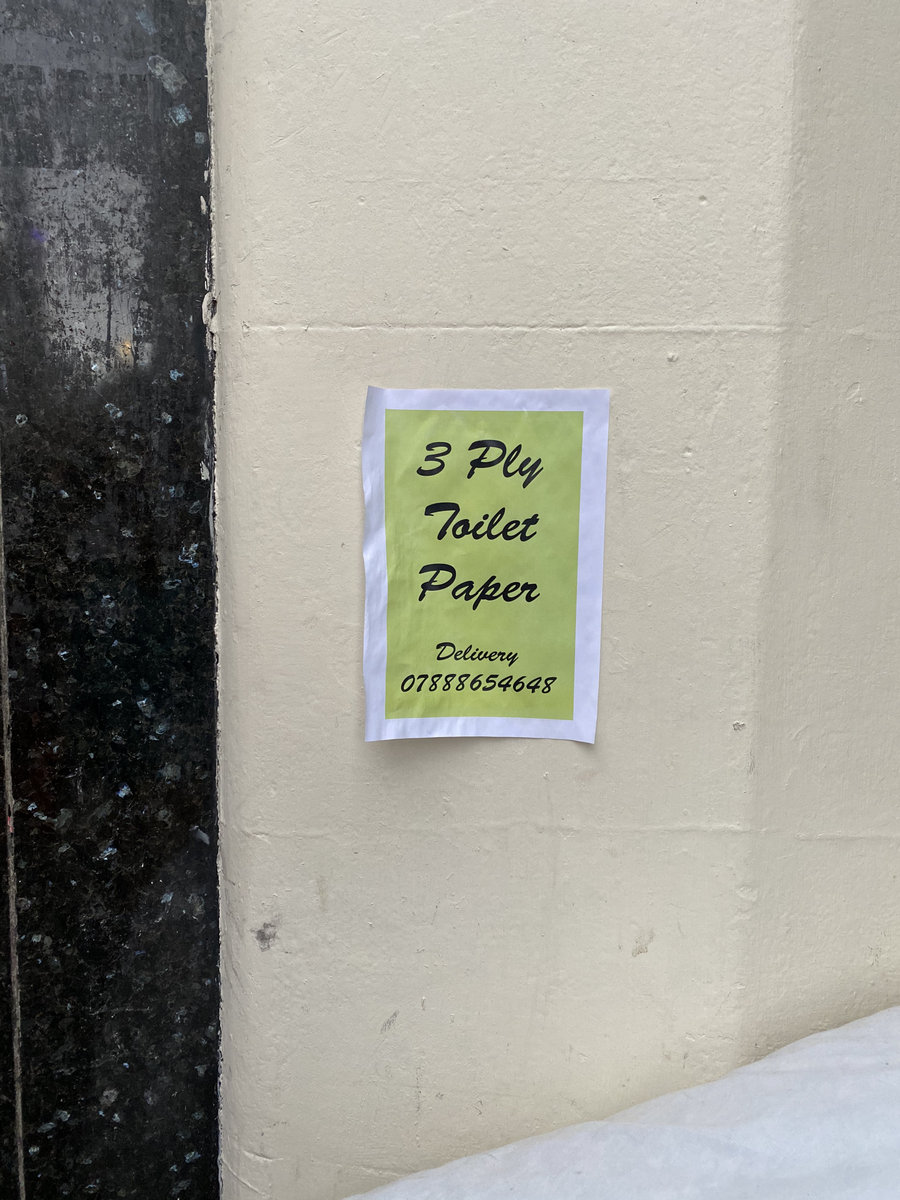 3 Ply
Toilet
Paper
Delivery
07888654648